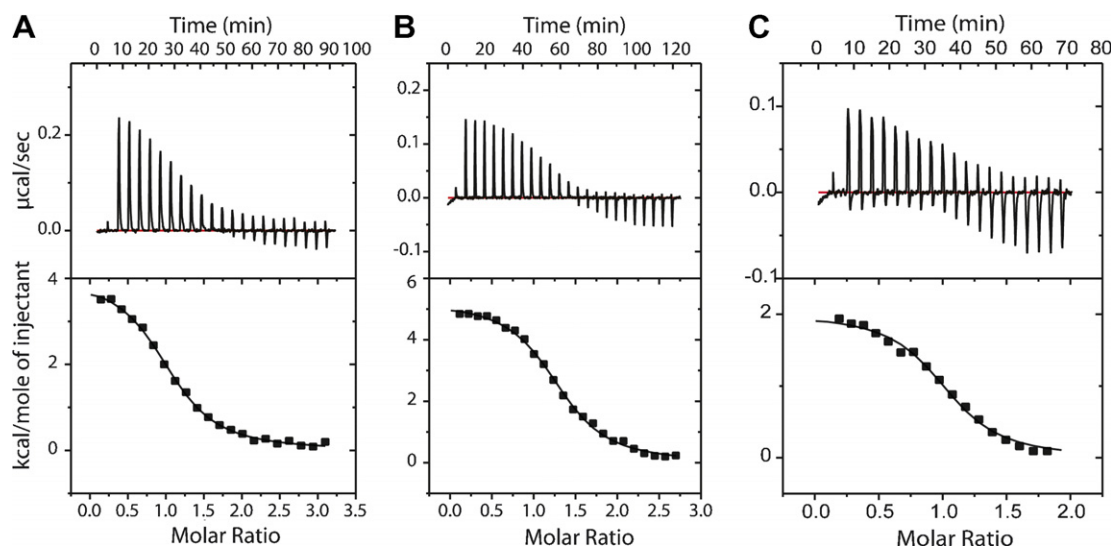 A
Time (min)
0 10 20 30 40 50 60 70 80 90 100
µcal/sec
0.2
0.0
kcal/mole of injectant
4
2
0
0.0 0.5 1.0 1.5 2.0 2.5 3.0 3.5
Molar Ratio
B
Time (min)
0 20 40 60 80 100 120
0.2
0.1
0.0
-0.1
6
4
2
0
0.0 0.5 1.0 1.5 2.0 2.5 3.0
Molar Ratio
C
Time (min)
0 10 20 30 40 50 60 70 80
0.1
0.0
-0.1
2
0
0.0 0.5 1.0 1.5 2.0
Molar Ratio